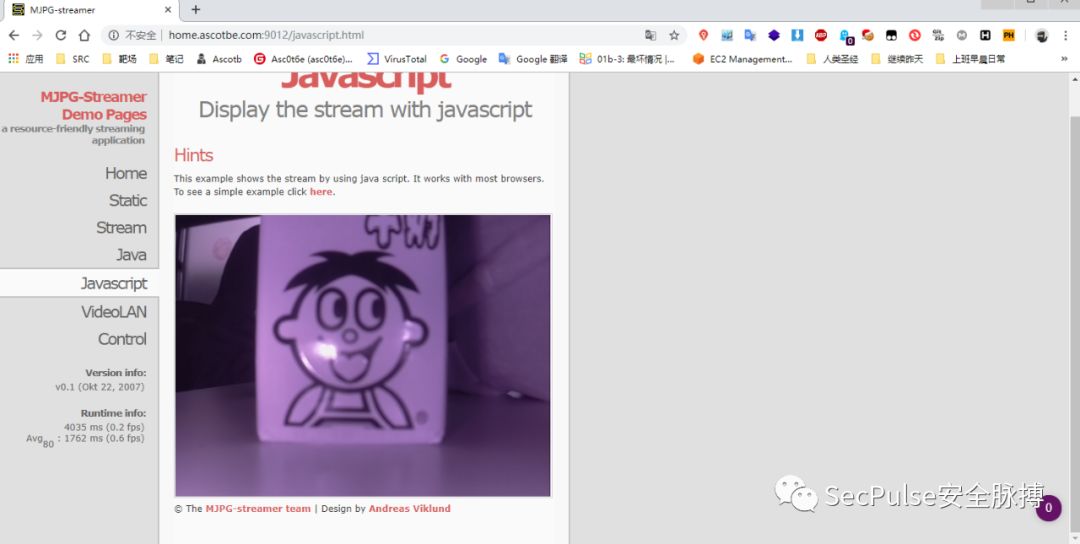 MJPG-streamer
不安全 | home.ascotbe.com:9012/javascript.html
应用 SRC 靶场 笔记 Ascotb Asc0t6e (asc0t6e)... VirusTotal Google Google 翻译 01b-3: 最坏情况 |... EC2 Management... 人类圣经 继续昨天 上班早晨日常 »
MJPG-Streamer
Demo Pages
a resource-friendly streaming
application
Home
Static
Stream
Java
Javascript
VideoLAN
Control
Version info:
v0.1 (Okt 22, 2007)
Runtime info:
4035 ms (0.2 fps)
Avg80 : 1762 ms (0.6 fps)
Javascript
Display the stream with javascript
Hints
This example shows the stream by using java script. It works with most browsers.
To see a simple example click here.
®
© The MJPG-streamer team | Design by Andreas Viklund
SecPulse安全脉搏
0